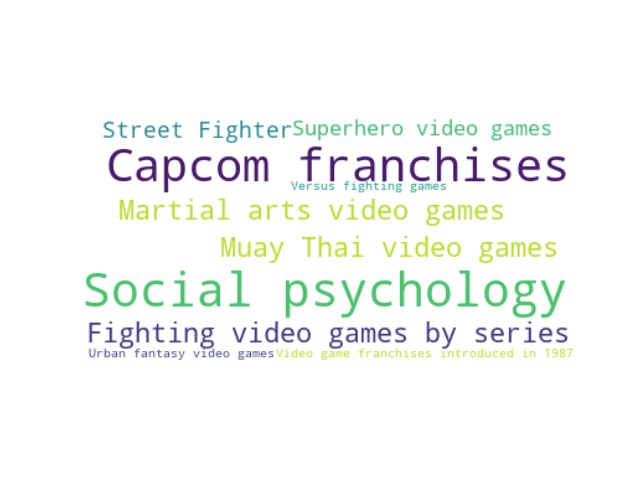 Street Fighter Superhero video games
Capcom franchises
Versus fighting games
Martial arts video games
Muay Thai video games
Social psychology
Fighting video games by series
Urban fantasy video games Video game franchises introduced in 1987